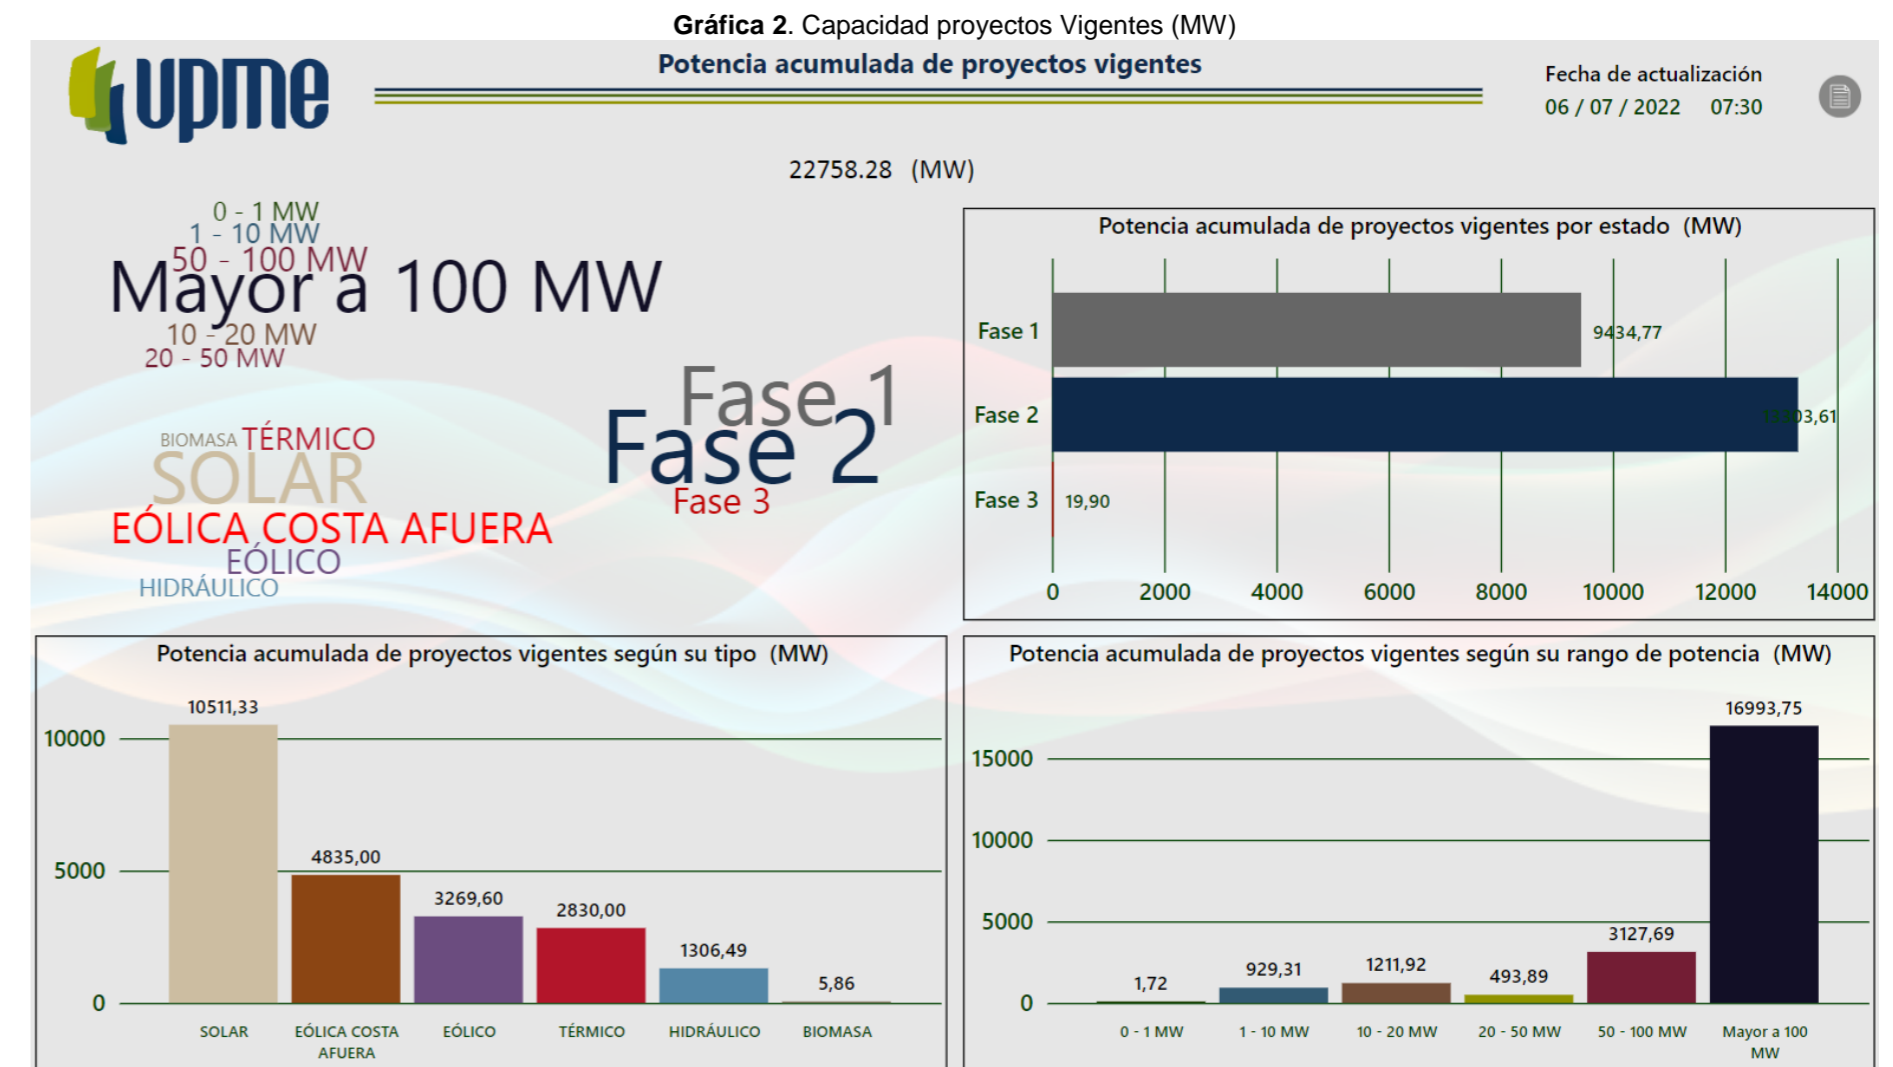 Gráfica 2. Capacidad proyectos Vigentes (MW)
upme
Potencia acumulada de proyectos vigentes
Fecha de actualización
06 / 07 / 2022 07:30
22758.28 (MW)
0 - 1 MW
1 - 10 MW
50 - 100 MW
Mayor a 100 MW
10 - 20 MW
20 - 50 MW
Fase 1
Fase 2
Fase 3
BIOMASA TÉRMICO
SOLAR
EÓLICA COSTA AFUERA
EÓLICO
HIDRÁULICO
Potencia acumulada de proyectos vigentes por estado (MW)
Fase 1 9434,77
Fase 2 03,61
Fase 3 19,90
0 2000 4000 6000 8000 10000 12000 14000
Potencia acumulada de proyectos vigentes según su tipo (MW)
10000
5000
0
10511,33
4835,00
3269,60
2830,00
1306,49
5,86
SOLAR
EÓLICA COSTA
AFUERA
EÓLICO
TÉRMICO
HIDRÁULICO
BIOMASA
Potencia acumulada de proyectos vigentes según su rango de potencia (MW)
15000
10000
5000
0
1,72
929,31
1211,92
493,89
3127,69
16993,75
0 - 1 MW
1 - 10 MW
10 - 20 MW
20 - 50 MW
50 - 100 MW
Mayor a 100
MW